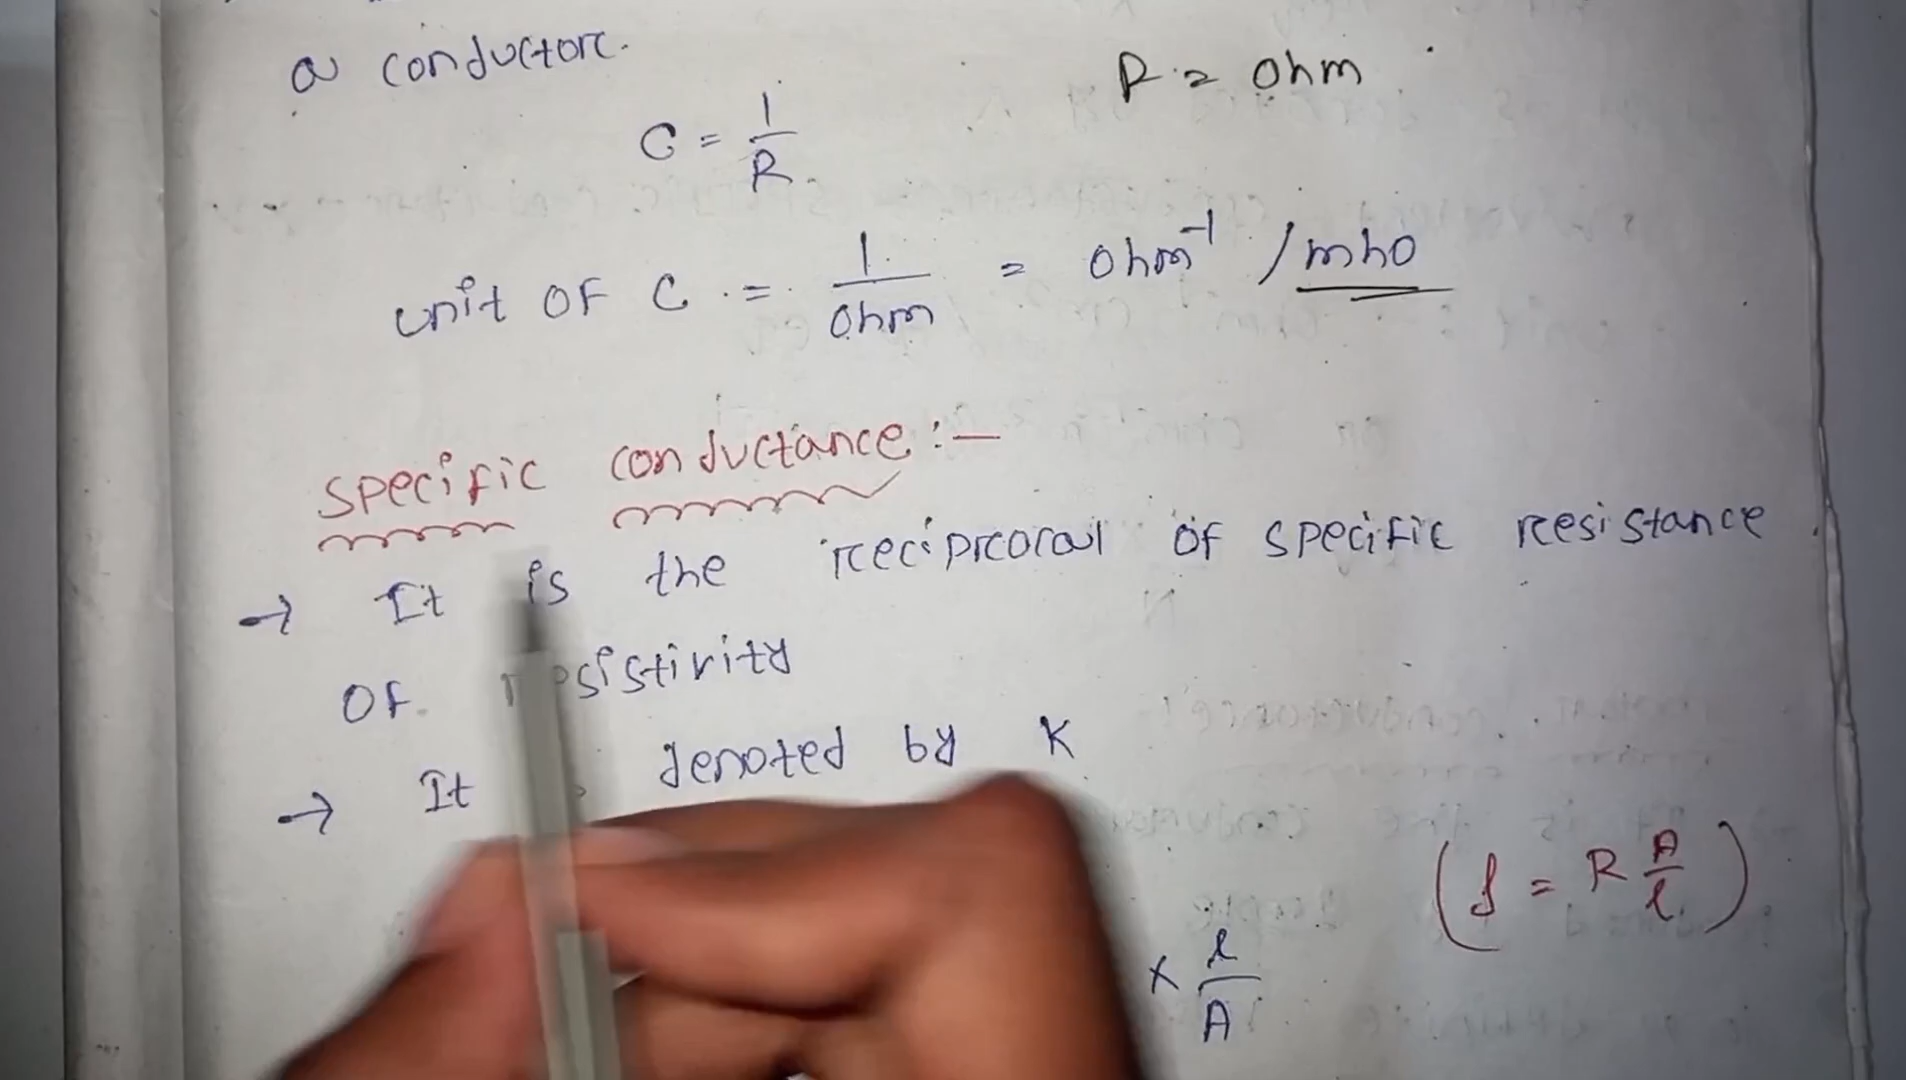 a conductor.
R = ohm
C = 1/R
unit of C = 1/ohm = ohm⁻¹ / mho
specific conductance :-
→ It is the reciprocal of specific resistance
of resistivity
→ It denoted by K
(ρ = R A/l)
× l/A